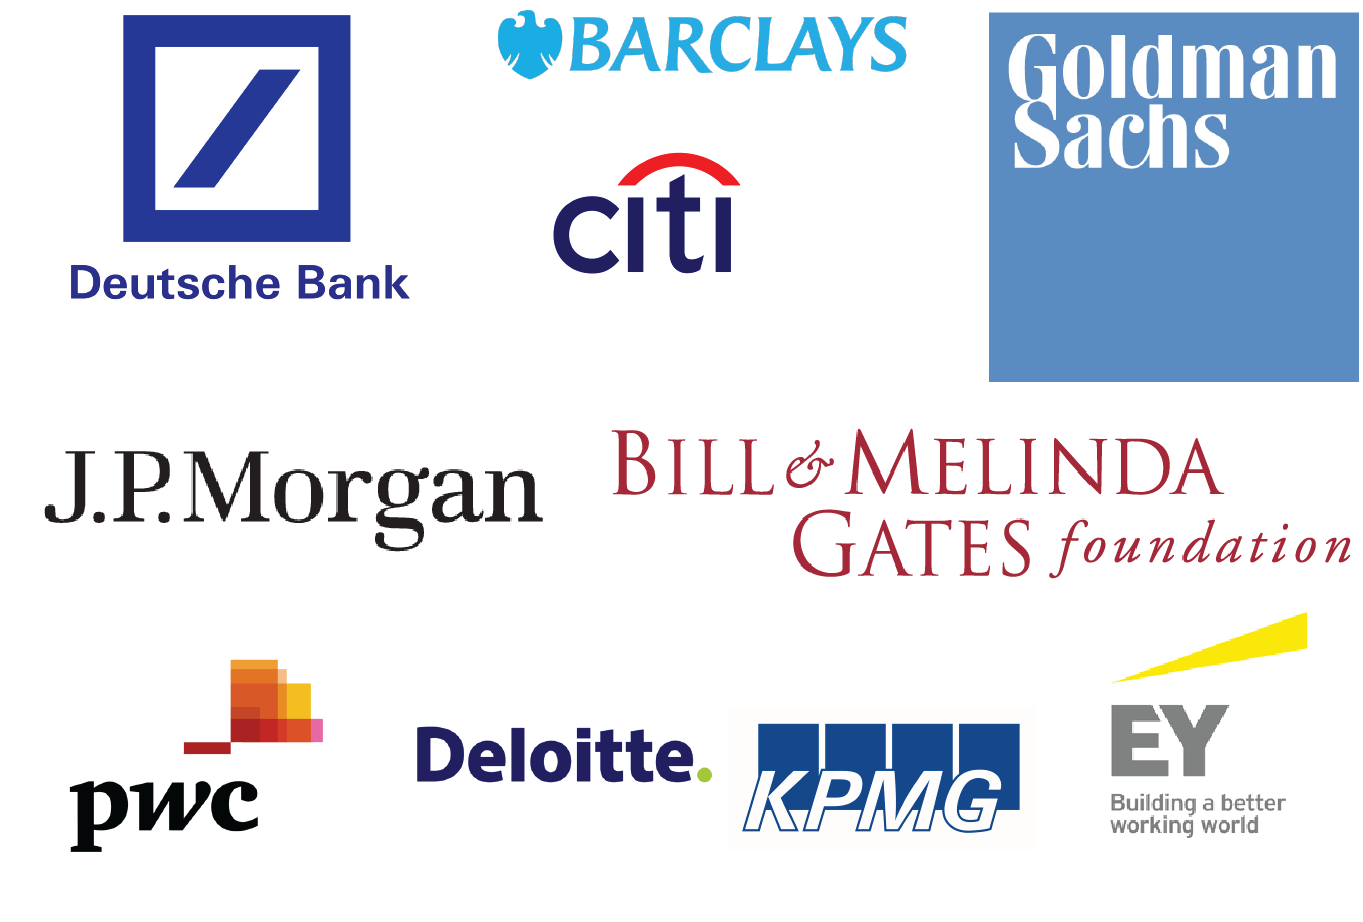 BARCLAYS
Goldman
Sachs
citi
Deutsche Bank
J.P.Morgan
BILL & MELINDA
GATES foundation
pwc
Deloitte.
KPMG
EY
Building a better
working world